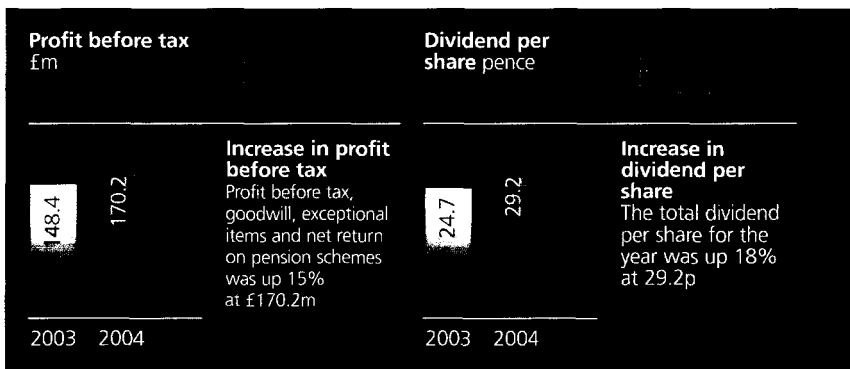 Profit before tax
£m
Dividend per
share pence
48.4
170.2
Increase in profit
before tax
Profit before tax,
goodwill, exceptional
items and net return
on pension schemes
was up 15%
at £170.2m
2003 2004
24.7
29.2
Increase in
dividend per
share
The total dividend
per share for the
year was up 18%
at 29.2p
2003 2004